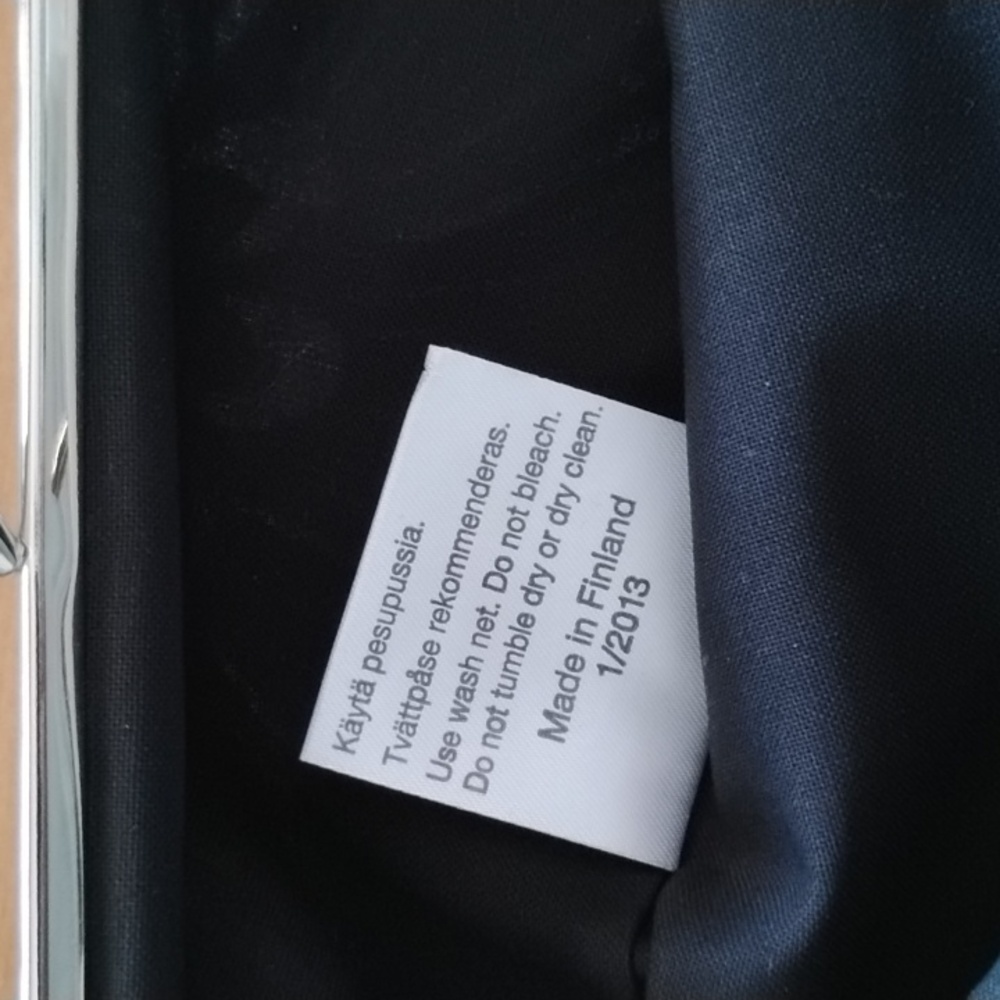 Käytä pesupussia.
Tvättpåse rekommenderas.
Use wash net. Do not bleach.
Do not tumble dry or dry clean.
Made in Finland
1/2013